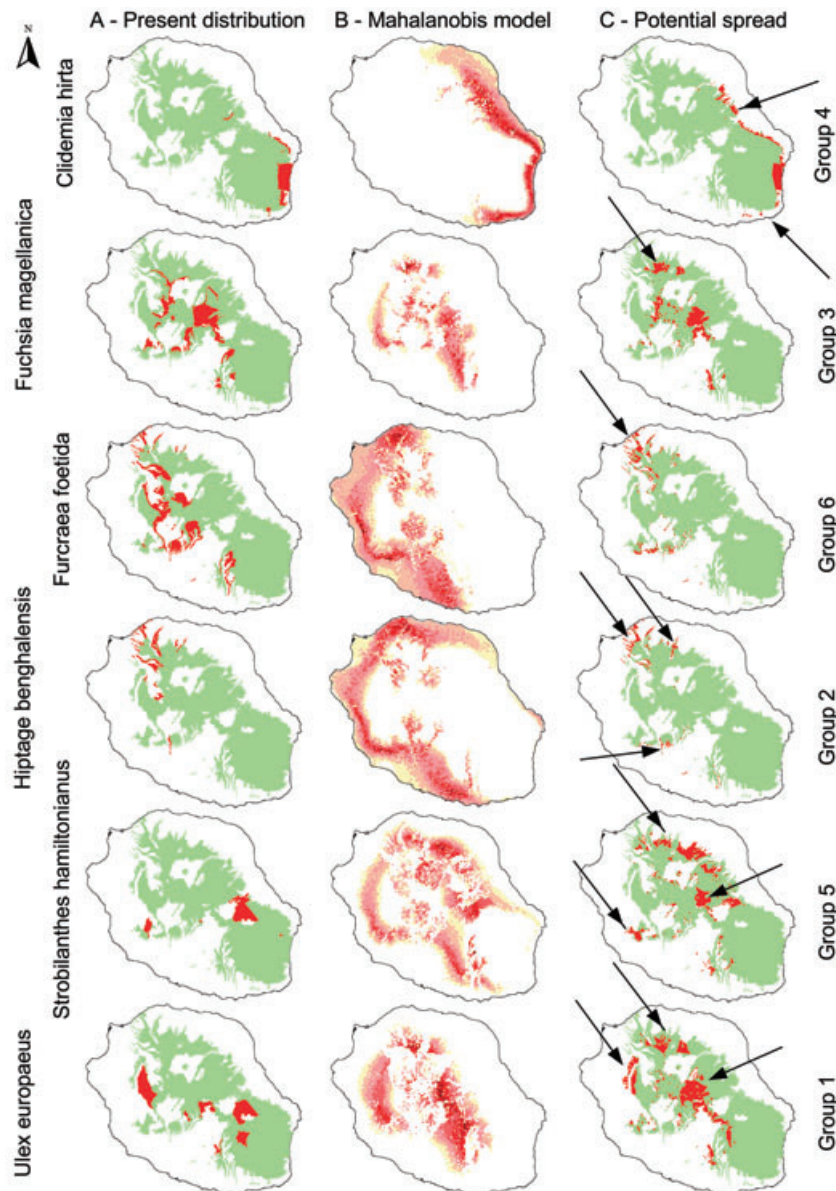 N
A - Present distribution
B - Mahalanobis model
C - Potential spread
Clidemia hirta
Group 4
Fuchsia magellanica
Group 3
Furcraea foetida
Group 6
Hiptage benghalensis
Group 2
Strobilanthes hamiltonianus
Group 5
Ulex europaeus
Group 1